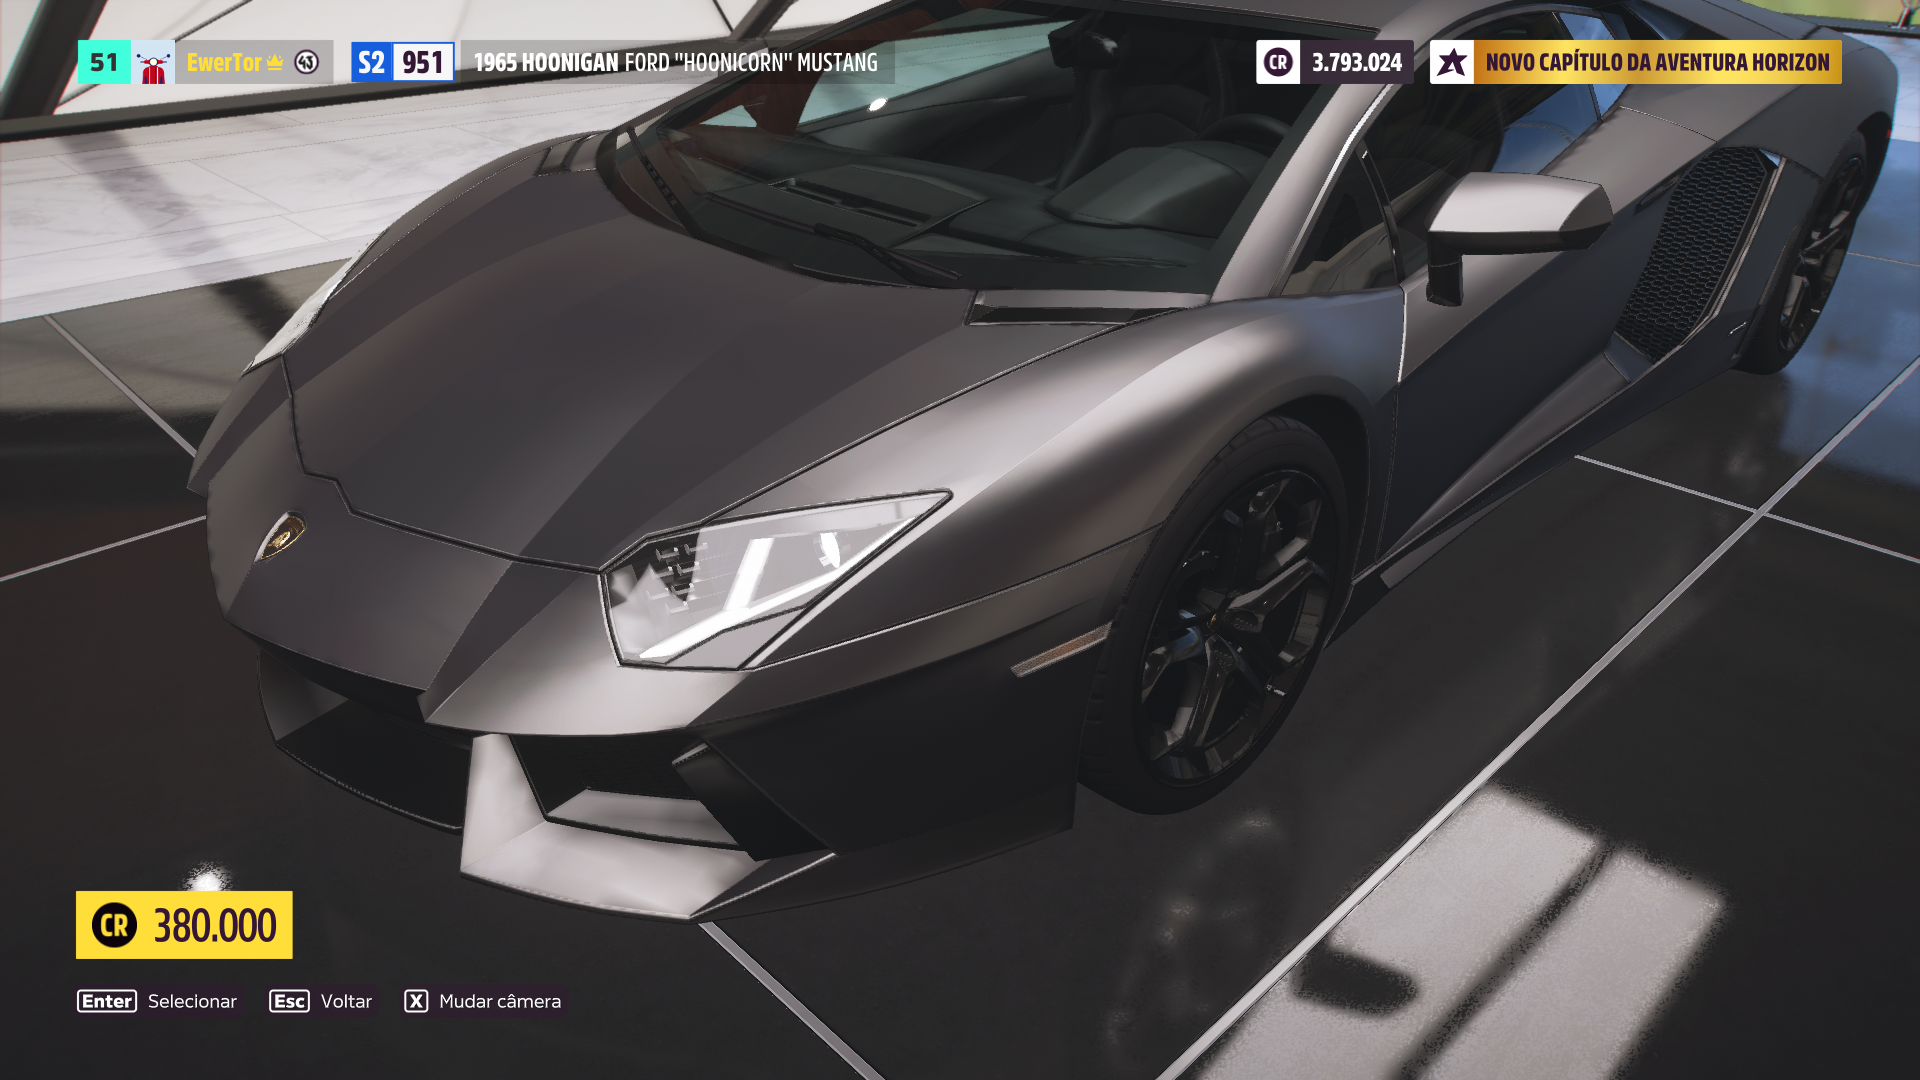 51 EwerTor 43 S2 951 1965 HOONIGAN FORD "HOONICORN" MUSTANG CR 3.793.024 NOVO CAPÍTULO DA AVENTURA HORIZON
CR 380.000
Enter Selecionar Esc Voltar X Mudar câmera